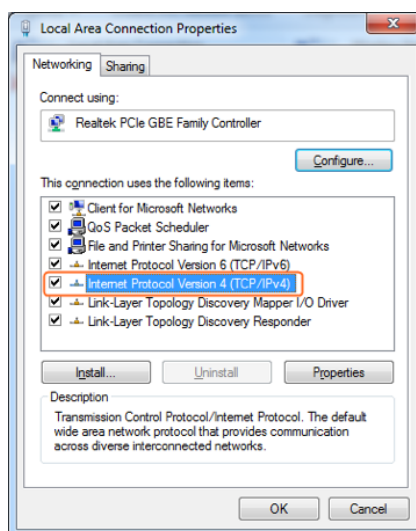 Local Area Connection Properties
Networking
Sharing
Connect using:
Realtek PCIe GBE Family Controller
Configure...
This connection uses the following items:
Client for Microsoft Networks
QoS Packet Scheduler
File and Printer Sharing for Microsoft Networks
Internet Protocol Version 6 (TCP/IPv6)
Internet Protocol Version 4 (TCP/IPv4)
Link-Layer Topology Discovery Mapper I/O Driver
Link-Layer Topology Discovery Responder
Install...
Uninstall
Properties
Description
Transmission Control Protocol/Internet Protocol. The default
wide area network protocol that provides communication
across diverse interconnected networks.
OK
Cancel